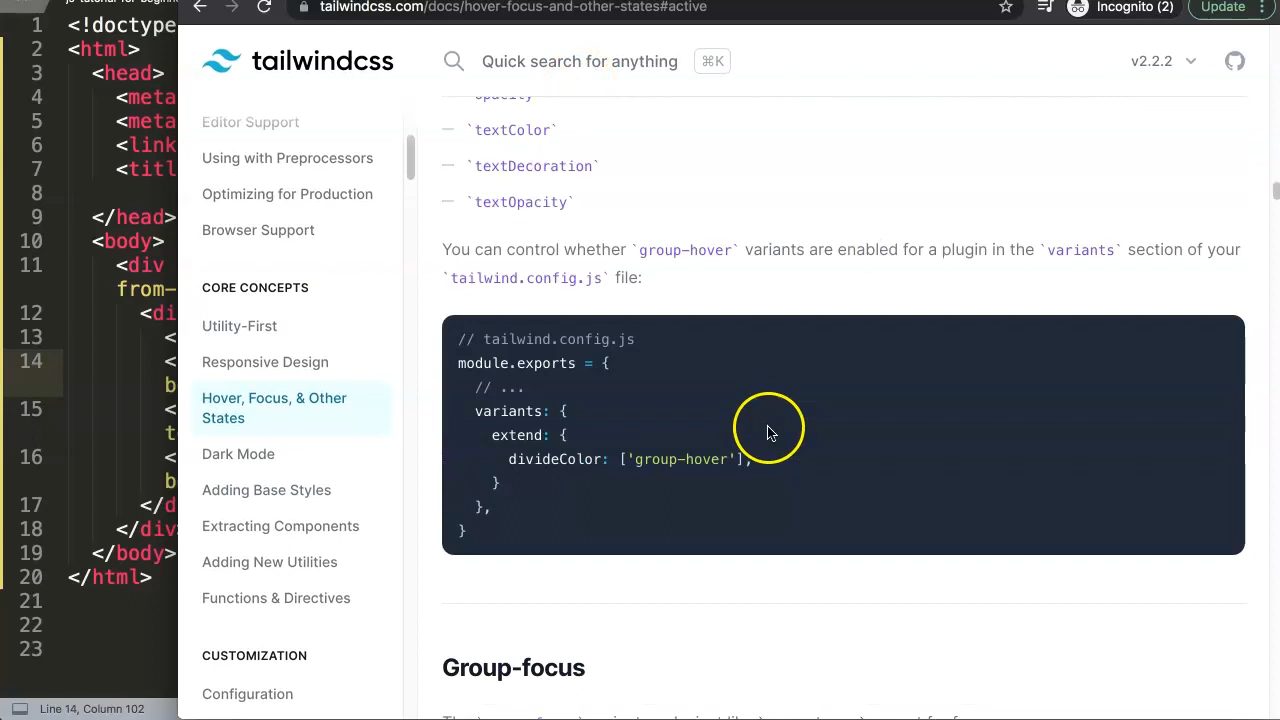 js-tutorial-for-beginn
1 <!doctype
2 <html>
3 <head>
4 <meta
5 <meta
6 <link
7 <titl
8
9 </head>
10 <body>
11 <div
from-
12 <di
13 <
14 <
b
15 <
t
16 <
b
17 </d
18 </div
19 </body>
20 </html>
21
22
23
Line 14, Column 102
tailwindcss.com/docs/hover-focus-and-other-states#active
Incognito (2)
Update
tailwindcss
Quick search for anything
⌘K
v2.2.2
Editor Support
Using with Preprocessors
Optimizing for Production
Browser Support
CORE CONCEPTS
Utility-First
Responsive Design
Hover, Focus, & Other
States
Dark Mode
Adding Base Styles
Extracting Components
Adding New Utilities
Functions & Directives
CUSTOMIZATION
Configuration
`opacity`
— `textColor`
— `textDecoration`
— `textOpacity`
You can control whether `group-hover` variants are enabled for a plugin in the `variants` section of your
`tailwind.config.js` file:
// tailwind.config.js
module.exports = {
// ...
variants: {
extend: {
divideColor: ['group-hover'],
}
},
}
Group-focus